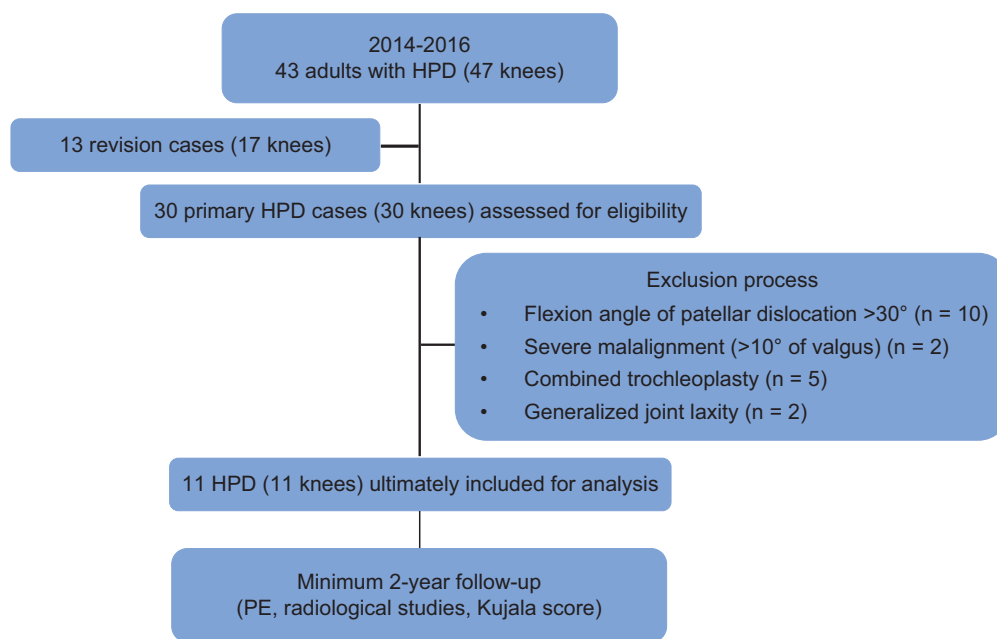 2014-2016
43 adults with HPD (47 knees)
13 revision cases (17 knees)
30 primary HPD cases (30 knees) assessed for eligibility
Exclusion process
• Flexion angle of patellar dislocation >30° (n = 10)
• Severe malalignment (>10° of valgus) (n = 2)
• Combined trochleoplasty (n = 5)
• Generalized joint laxity (n = 2)
11 HPD (11 knees) ultimately included for analysis
Minimum 2-year follow-up
(PE, radiological studies, Kujala score)